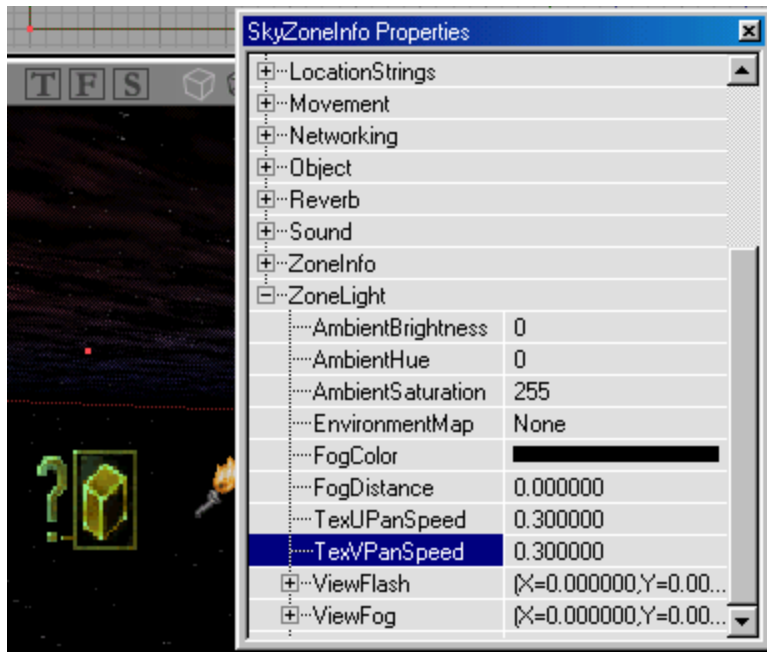 SkyZoneInfo Properties
LocationStrings
T F S
Movement
Networking
Object
Reverb
Sound
ZoneInfo
ZoneLight
AmbientBrightness 0
AmbientHue 0
AmbientSaturation 255
EnvironmentMap None
FogColor
FogDistance 0.000000
TexUPanSpeed 0.300000
TexVPanSpeed 0.300000
ViewFlash (X=0.000000,Y=0.00...
ViewFog (X=0.000000,Y=0.00...